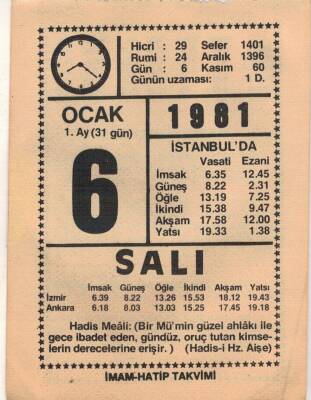 Hicri : 29 Sefer 1401
Rumi : 24 Aralık 1396
Gün : 6 Kasım 60
Günün uzaması: 1 D.
OCAK
1. Ay (31 gün)
6
1981
İSTANBUL'DA
Vasati Ezani
İmsak 6.35 12.45
Güneş 8.22 2.31
Öğle 13.19 7.25
İkindi 15.38 9.47
Akşam 17.58 12.00
Yatsı 19.33 1.38
SALI
İmsak Güneş Öğle İkindi Akşam Yatsı
İzmir 6.39 8.22 13.26 15.53 18.12 19.43
Ankara 6.18 8.03 13.03 15.25 17.45 19.18
Hadis Meâli: (Bir Mü'min güzel ahlâkı ile
gece ibadet eden, gündüz, oruç tutan kimse-
lerin derecelerine erişir.) (Hadis-i Hz. Aişe)
İMAM-HATİP TAKVİMİ